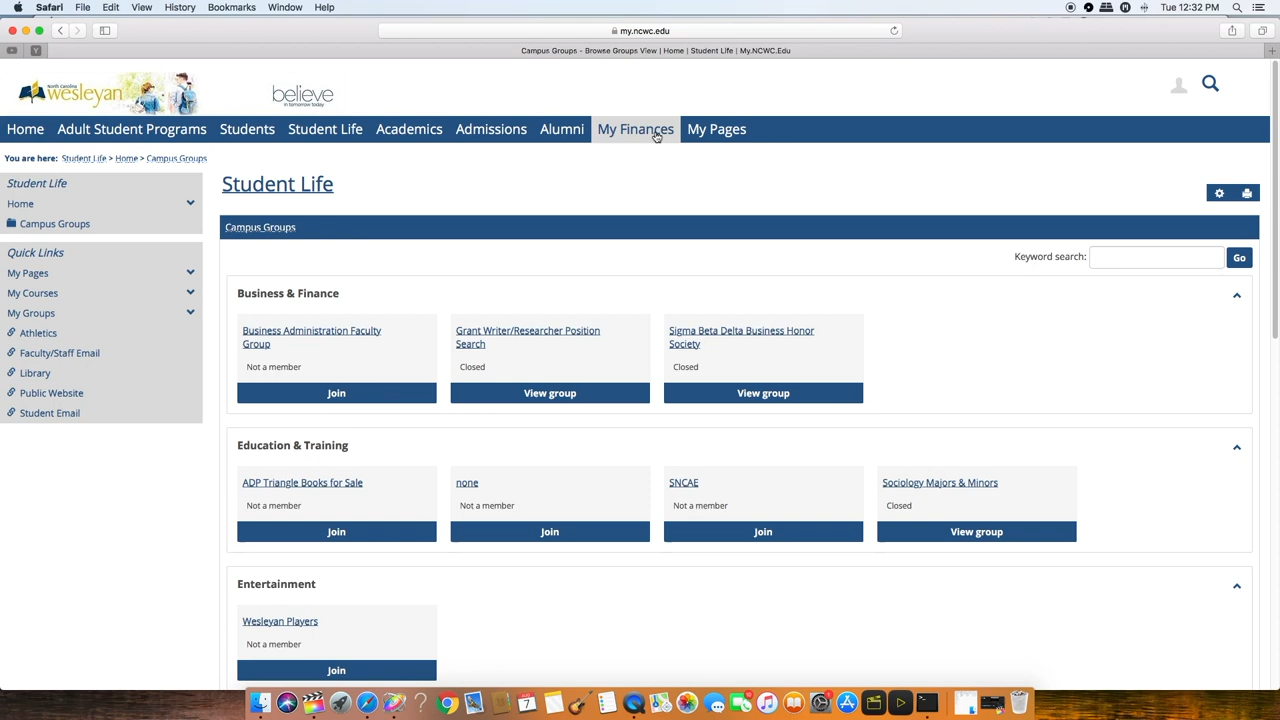 Safari File Edit View History Bookmarks Window Help
Tue 12:32 PM
my.ncwc.edu
Y
Campus Groups - Browse Groups View | Home | Student Life | My.NCWC.Edu
North Carolina
wesleyan
believe
in tomorrow today
Home Adult Student Programs Students Student Life Academics Admissions Alumni My Finances My Pages
You are here: Student Life > Home > Campus Groups
Student Life
Home
Campus Groups
Quick Links
My Pages
My Courses
My Groups
Athletics
Faculty/Staff Email
Library
Public Website
Student Email
Student Life
Campus Groups
Keyword search: Go
Business & Finance
Business Administration Faculty
Group
Not a member
Join
Grant Writer/Researcher Position
Search
Closed
View group
Sigma Beta Delta Business Honor
Society
Closed
View group
Education & Training
ADP Triangle Books for Sale
Not a member
Join
none
Not a member
Join
SNCAE
Not a member
Join
Sociology Majors & Minors
Closed
View group
Entertainment
Wesleyan Players
Not a member
Join
7